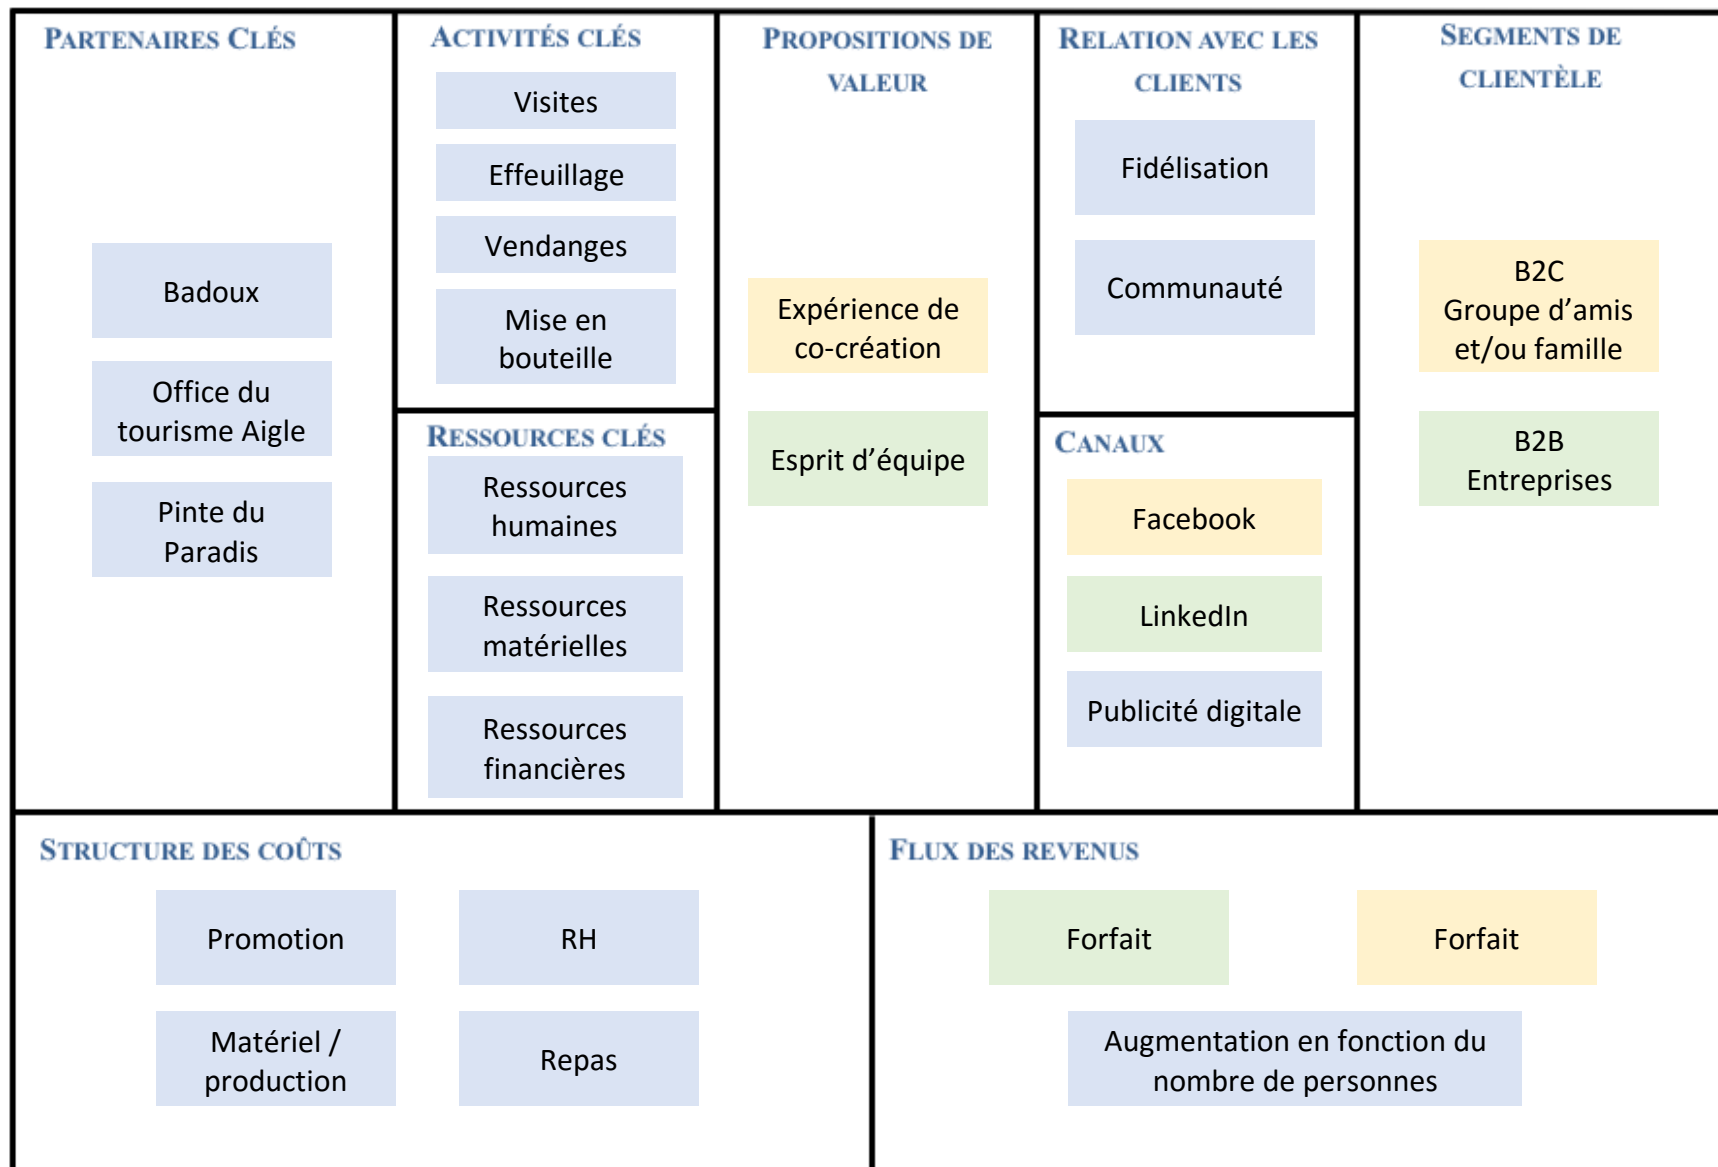 PARTENAIRES CLÉS
Badoux
Office du
tourisme Aigle
Pinte du
Paradis
ACTIVITÉS CLÉS
Visites
Effeuillage
Vendanges
Mise en
bouteille
RESSOURCES CLÉS
Ressources
humaines
Ressources
matérielles
Ressources
financières
PROPOSITIONS DE
VALEUR
Expérience de
co-création
Esprit d’équipe
RELATION AVEC LES
CLIENTS
Fidélisation
Communauté
CANAUX
Facebook
LinkedIn
Publicité digitale
SEGMENTS DE
CLIENTÈLE
B2C
Groupe d’amis
et/ou famille
B2B
Entreprises
STRUCTURE DES COÛTS
Promotion
RH
Matériel /
production
Repas
FLUX DES REVENUS
Forfait
Forfait
Augmentation en fonction du
nombre de personnes